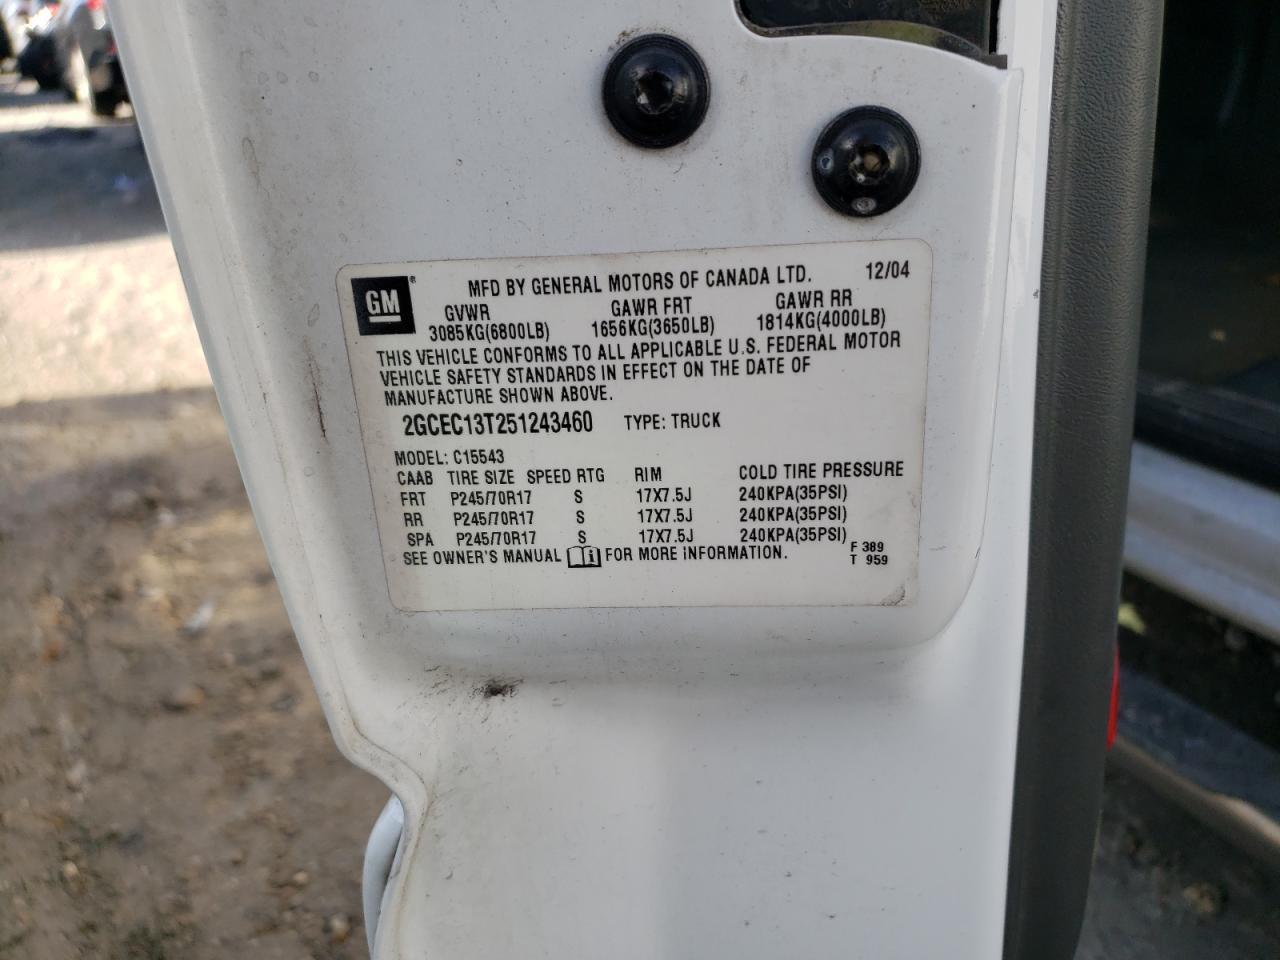 GM®
MFD BY GENERAL MOTORS OF CANADA LTD. 12/04
GVWR GAWR FRT GAWR RR
3085KG(6800LB) 1656KG(3650LB) 1814KG(4000LB)
THIS VEHICLE CONFORMS TO ALL APPLICABLE U.S. FEDERAL MOTOR
VEHICLE SAFETY STANDARDS IN EFFECT ON THE DATE OF
MANUFACTURE SHOWN ABOVE.
2GCEC13T251243460 TYPE: TRUCK
MODEL: C15543
CAAB TIRE SIZE SPEED RTG RIM COLD TIRE PRESSURE
FRT P245/70R17 S 17X7.5J 240KPA(35PSI)
RR P245/70R17 S 17X7.5J 240KPA(35PSI)
SPA P245/70R17 S 17X7.5J 240KPA(35PSI)
SEE OWNER'S MANUAL i FOR MORE INFORMATION. F 389
T 959